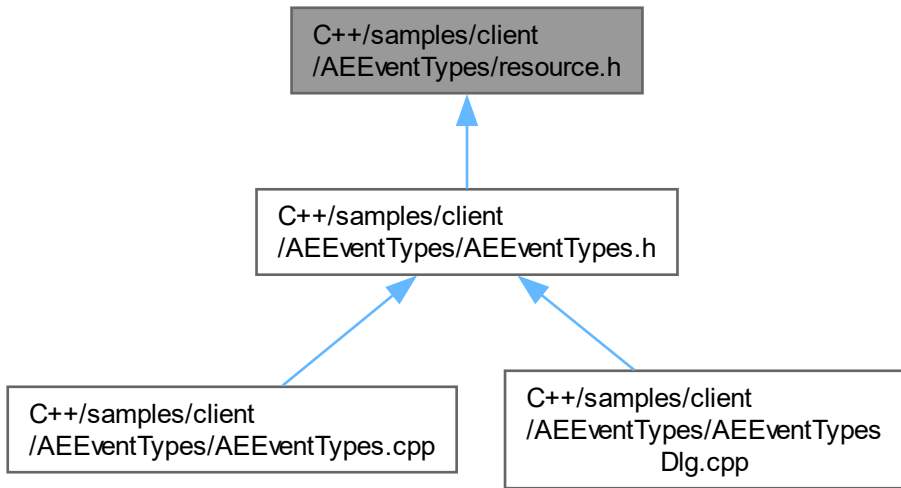 C++/samples/client
/AEEventTypes/resource.h
C++/samples/client
/AEEventTypes/AEEventTypes.h
C++/samples/client
/AEEventTypes/AEEventTypes.cpp
C++/samples/client
/AEEventTypes/AEEventTypes
Dlg.cpp